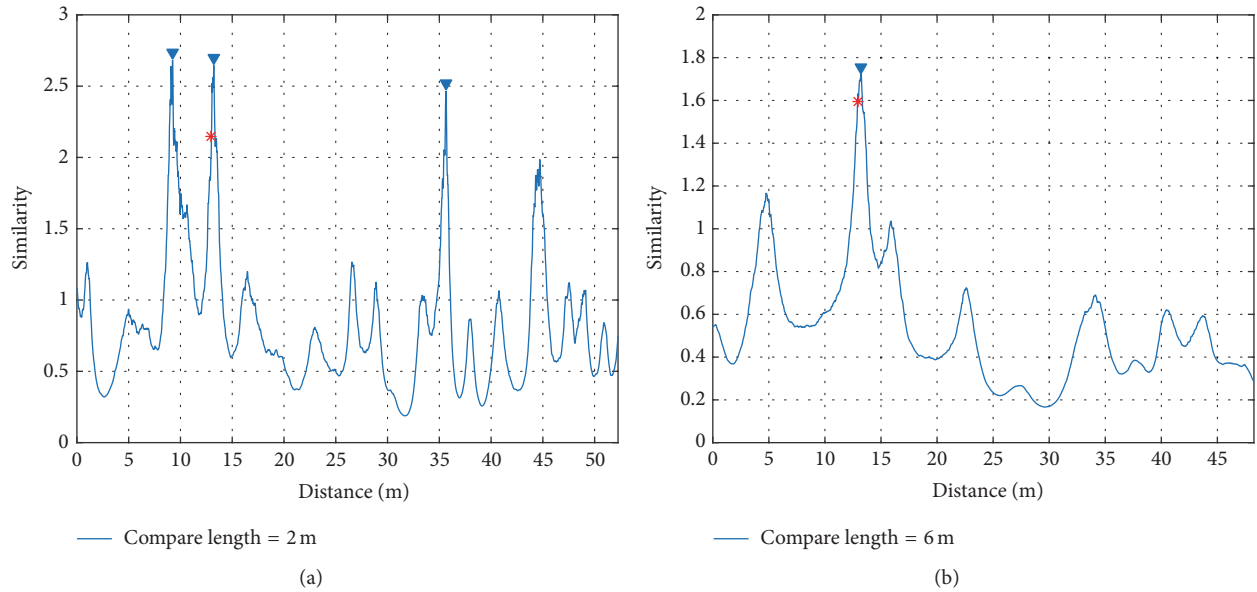 3
2.5
2
1.5
1
0.5
0
Similarity
0 5 10 15 20 25 30 35 40 45 50
Distance (m)
Compare length = 2 m
(a)
2
1.8
1.6
1.4
1.2
1
0.8
0.6
0.4
0.2
0
Similarity
0 5 10 15 20 25 30 35 40 45
Distance (m)
Compare length = 6 m
(b)